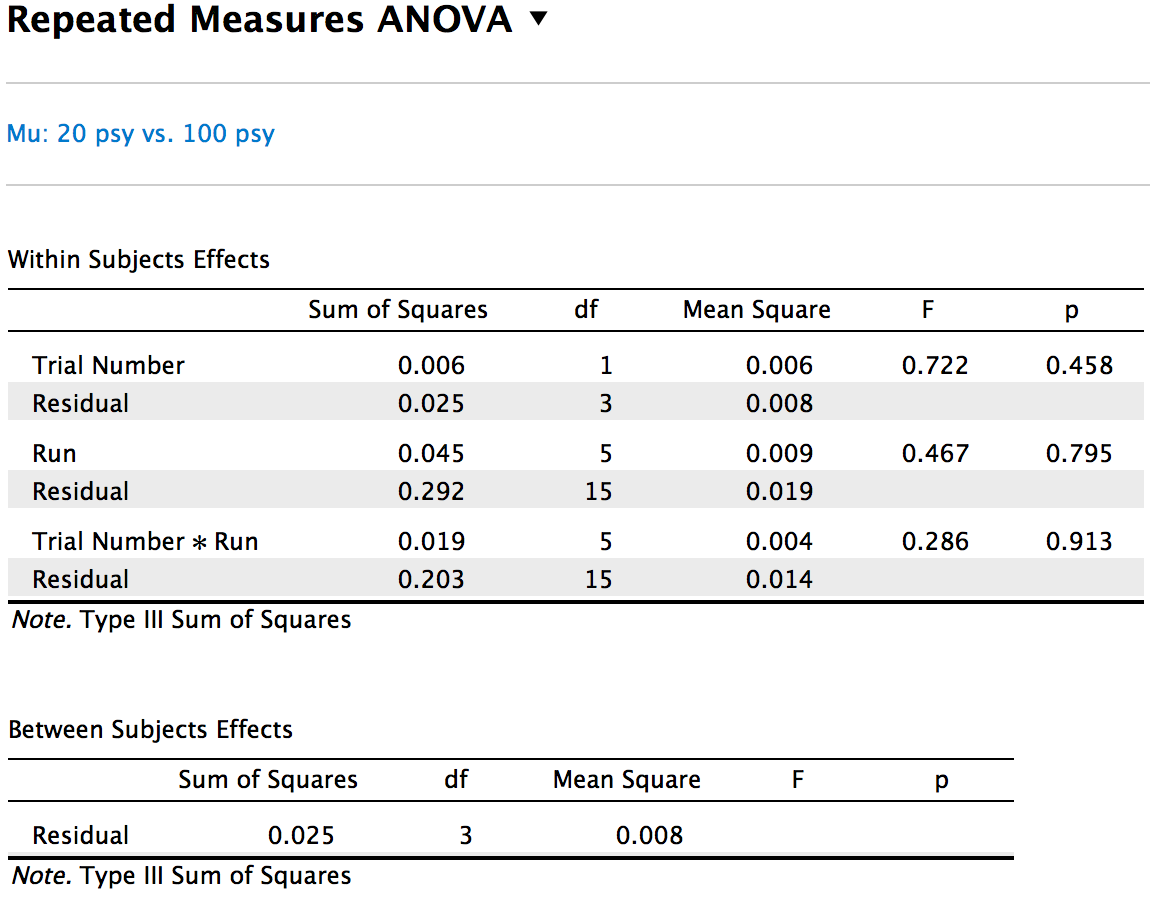 Repeated Measures ANOVA ▼
Mu: 20 psy vs. 100 psy
Within Subjects Effects
Sum of Squares df Mean Square F p
Trial Number 0.006 1 0.006 0.722 0.458
Residual 0.025 3 0.008
Run 0.045 5 0.009 0.467 0.795
Residual 0.292 15 0.019
Trial Number ∗ Run 0.019 5 0.004 0.286 0.913
Residual 0.203 15 0.014
Note. Type III Sum of Squares
Between Subjects Effects
Sum of Squares df Mean Square F p
Residual 0.025 3 0.008
Note. Type III Sum of Squares